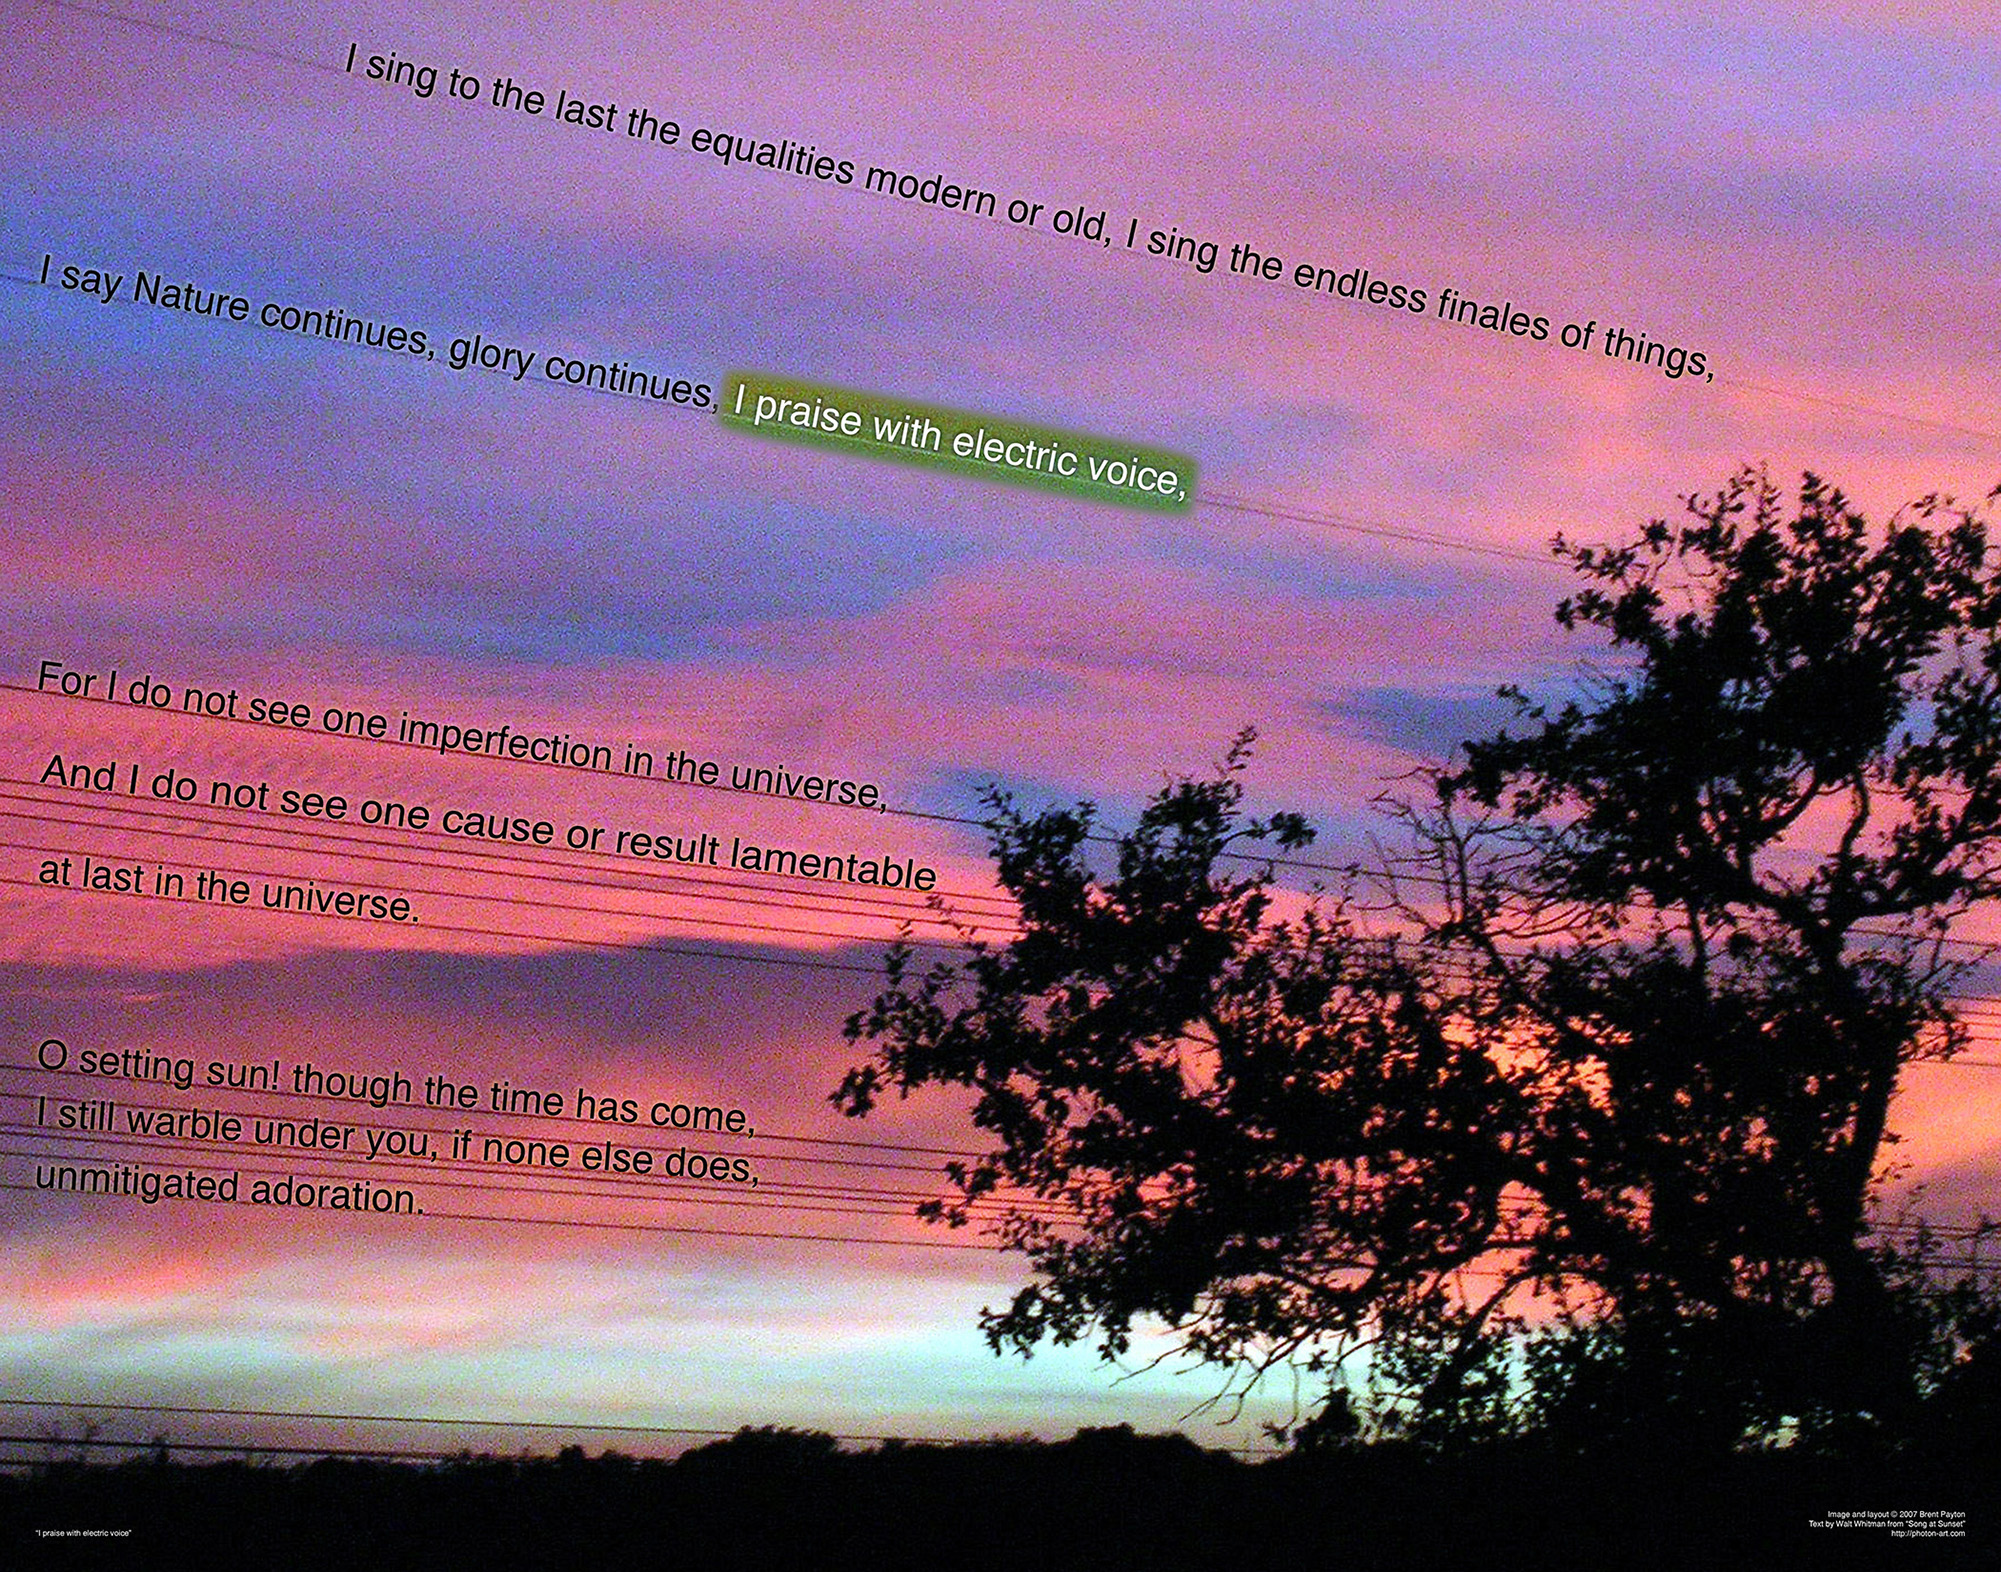 I sing to the last the equalities modern or old, I sing the endless finales of things,
I say Nature continues, glory continues, I praise with electric voice,
For I do not see one imperfection in the universe,
And I do not see one cause or result lamentable
at last in the universe.
O setting sun! though the time has come,
I still warble under you, if none else does,
unmitigated adoration.
"I praise with electric voice"
Image and layout © 2007 Brent Payton
Text by Walt Whitman from "Song at Sunset"
http://photon-art.com